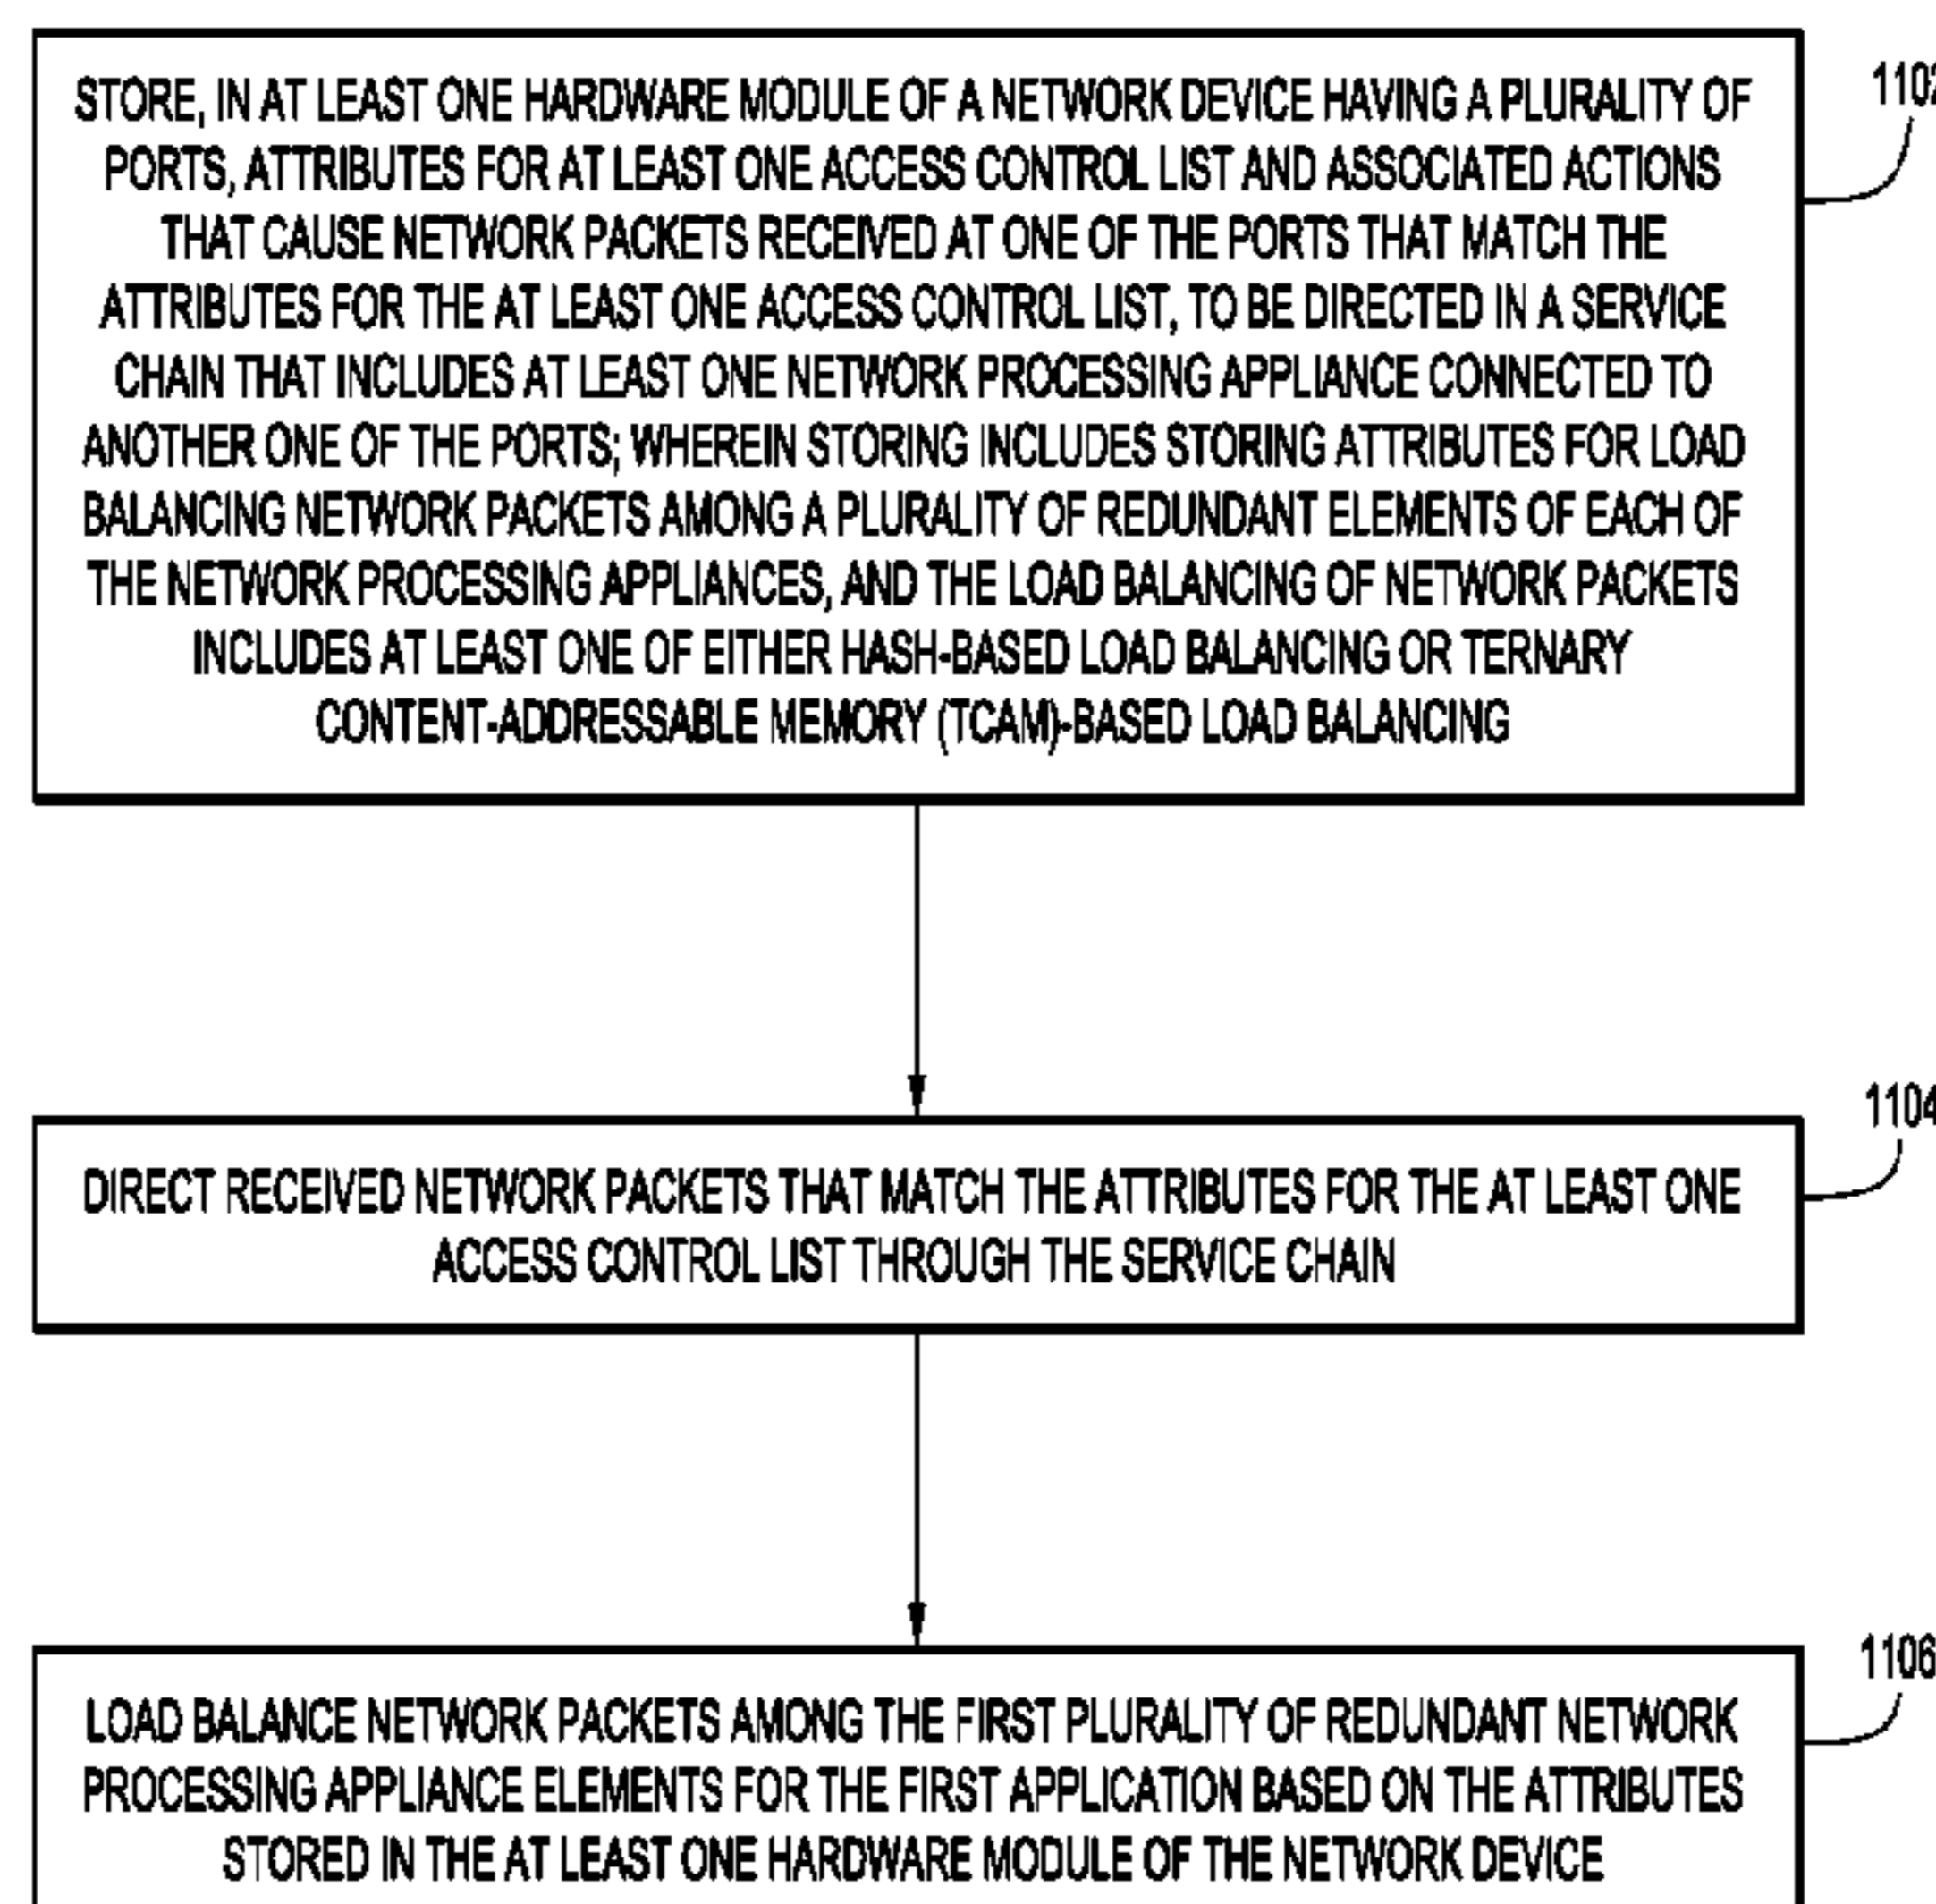 STORE, IN AT LEAST ONE HARDWARE MODULE OF A NETWORK DEVICE HAVING A PLURALITY OF
PORTS, ATTRIBUTES FOR AT LEAST ONE ACCESS CONTROL LIST AND ASSOCIATED ACTIONS
THAT CAUSE NETWORK PACKETS RECEIVED AT ONE OF THE PORTS THAT MATCH THE
ATTRIBUTES FOR THE AT LEAST ONE ACCESS CONTROL LIST, TO BE DIRECTED IN A SERVICE
CHAIN THAT INCLUDES AT LEAST ONE NETWORK PROCESSING APPLIANCE CONNECTED TO
ANOTHER ONE OF THE PORTS; WHEREIN STORING INCLUDES STORING ATTRIBUTES FOR LOAD
BALANCING NETWORK PACKETS AMONG A PLURALITY OF REDUNDANT ELEMENTS OF EACH OF
THE NETWORK PROCESSING APPLIANCES, AND THE LOAD BALANCING OF NETWORK PACKETS
INCLUDES AT LEAST ONE OF EITHER HASH-BASED LOAD BALANCING OR TERNARY
CONTENT-ADDRESSABLE MEMORY (TCAM)-BASED LOAD BALANCING
1102
DIRECT RECEIVED NETWORK PACKETS THAT MATCH THE ATTRIBUTES FOR THE AT LEAST ONE
ACCESS CONTROL LIST THROUGH THE SERVICE CHAIN
1104
LOAD BALANCE NETWORK PACKETS AMONG THE FIRST PLURALITY OF REDUNDANT NETWORK
PROCESSING APPLIANCE ELEMENTS FOR THE FIRST APPLICATION BASED ON THE ATTRIBUTES
STORED IN THE AT LEAST ONE HARDWARE MODULE OF THE NETWORK DEVICE
1106